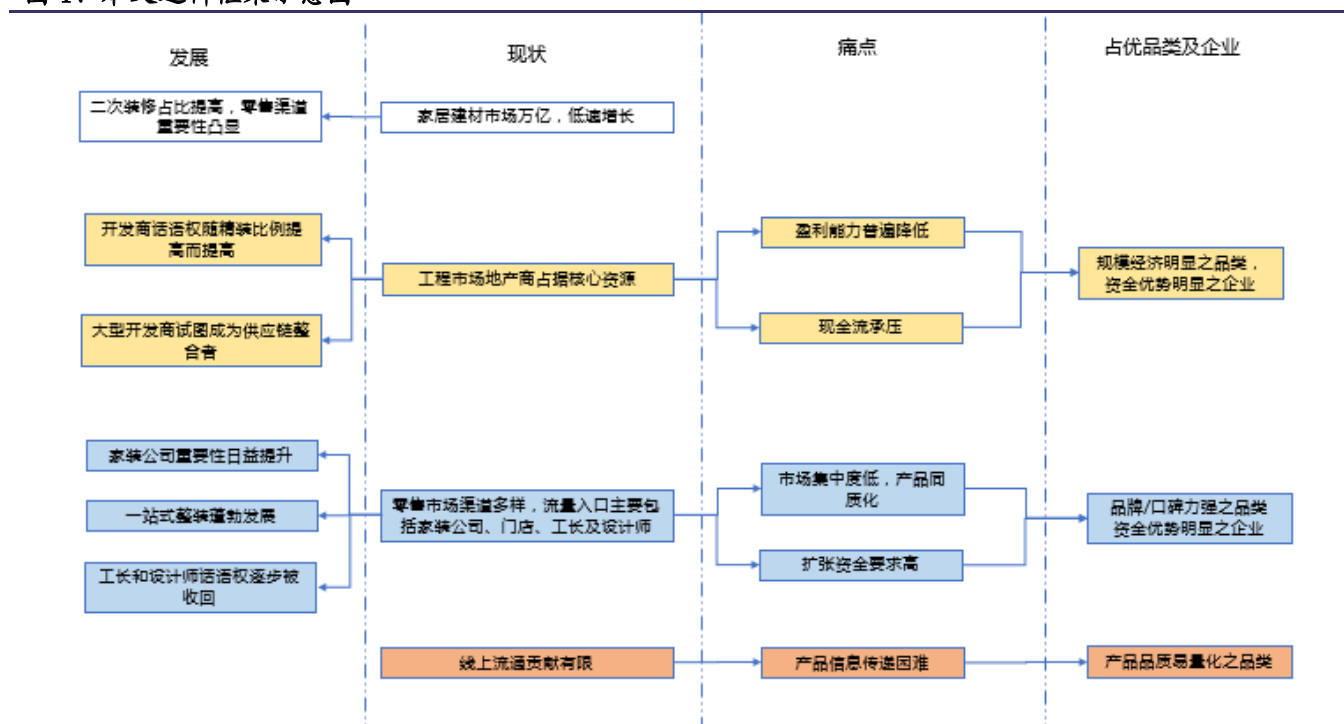 发展
现状
痛点
占优品类及企业
二次装修占比提高，零售渠道
重要性凸显
家居建材市场万亿，低速增长
开发商话语权随精装比例提
高而提高
大型开发商试图成为供应链整
合者
工程市场地产商占据核心资源
盈利能力普遍降低
现金流承压
规模经济明显之品类，
资金优势明显之企业
家装公司重要性日益提升
一站式整装蓬勃发展
工长和设计师话语权逐步被
收回
零售市场渠道多样，流量入口主要包
括家装公司、门店、工长及设计师
市场集中度低，产品同
质化
扩张资金要求高
品牌/口碑力强之品类
资金优势明显之企业
线上流通贡献有限
产品信息传递困难
产品品质易量化之品类